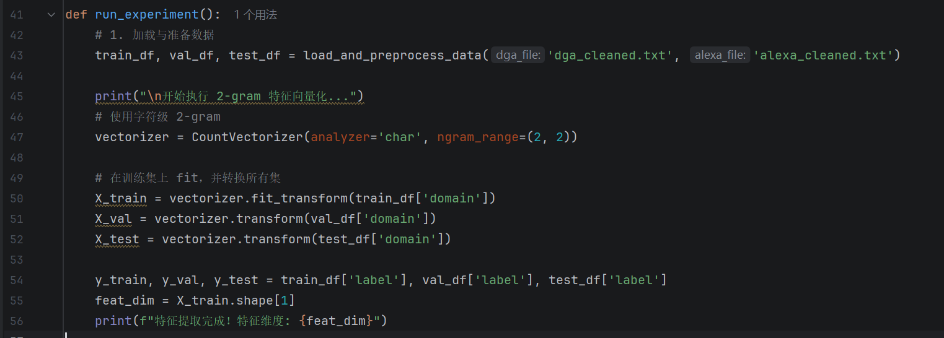 41 def run_experiment(): 1 个用法
42 # 1. 加载与准备数据
43 train_df, val_df, test_df = load_and_preprocess_data( dga_file: 'dga_cleaned.txt', alexa_file: 'alexa_cleaned.txt')
44
45 print("\n开始执行 2-gram 特征向量化...")
46 # 使用字符级 2-gram
47 vectorizer = CountVectorizer(analyzer='char', ngram_range=(2, 2))
48
49 # 在训练集上 fit，并转换所有集
50 X_train = vectorizer.fit_transform(train_df['domain'])
51 X_val = vectorizer.transform(val_df['domain'])
52 X_test = vectorizer.transform(test_df['domain'])
53
54 y_train, y_val, y_test = train_df['label'], val_df['label'], test_df['label']
55 feat_dim = X_train.shape[1]
56 print(f"特征提取完成！特征维度: {feat_dim}")